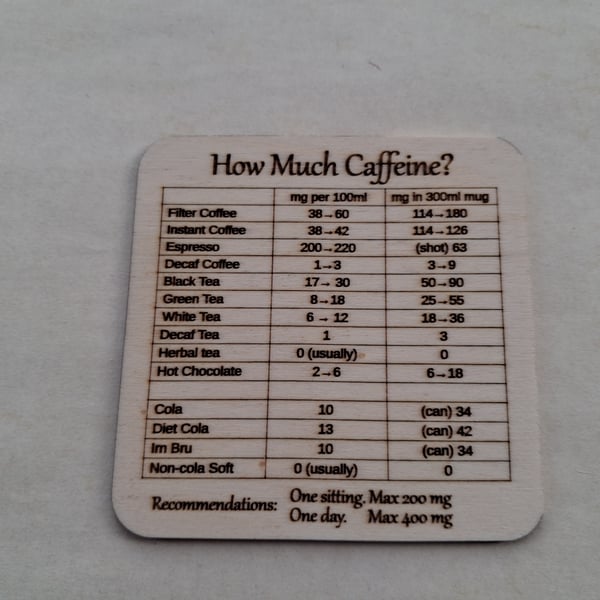 How Much Caffeine?
mg per 100ml mg in 300ml mug
Filter Coffee 38→60 114→180
Instant Coffee 38→42 114→126
Espresso 200→220 (shot) 63
Decaf Coffee 1→3 3→9
Black Tea 17→ 30 50→90
Green Tea 8→18 25→55
White Tea 6 → 12 18→36
Decaf Tea 1 3
Herbal tea 0 (usually) 0
Hot Chocolate 2→6 6→18
Cola 10 (can) 34
Diet Cola 13 (can) 42
Irn Bru 10 (can) 34
Non-cola Soft 0 (usually) 0
Recommendations: One sitting. Max 200 mg
One day. Max 400 mg